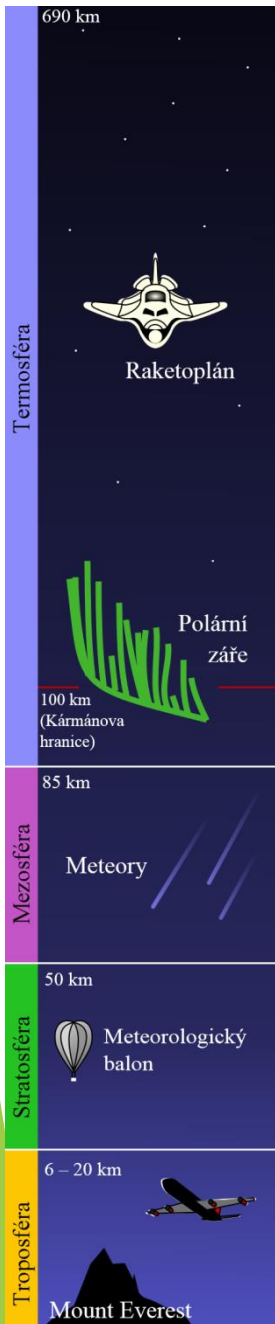 690 km
Termosféra
Raketoplán
Polární
záře
100 km
(Kármánova
hranice)
85 km
Mezosféra
Meteory
50 km
Stratosféra
Meteorologický
balon
6 – 20 km
Troposféra
Mount Everest